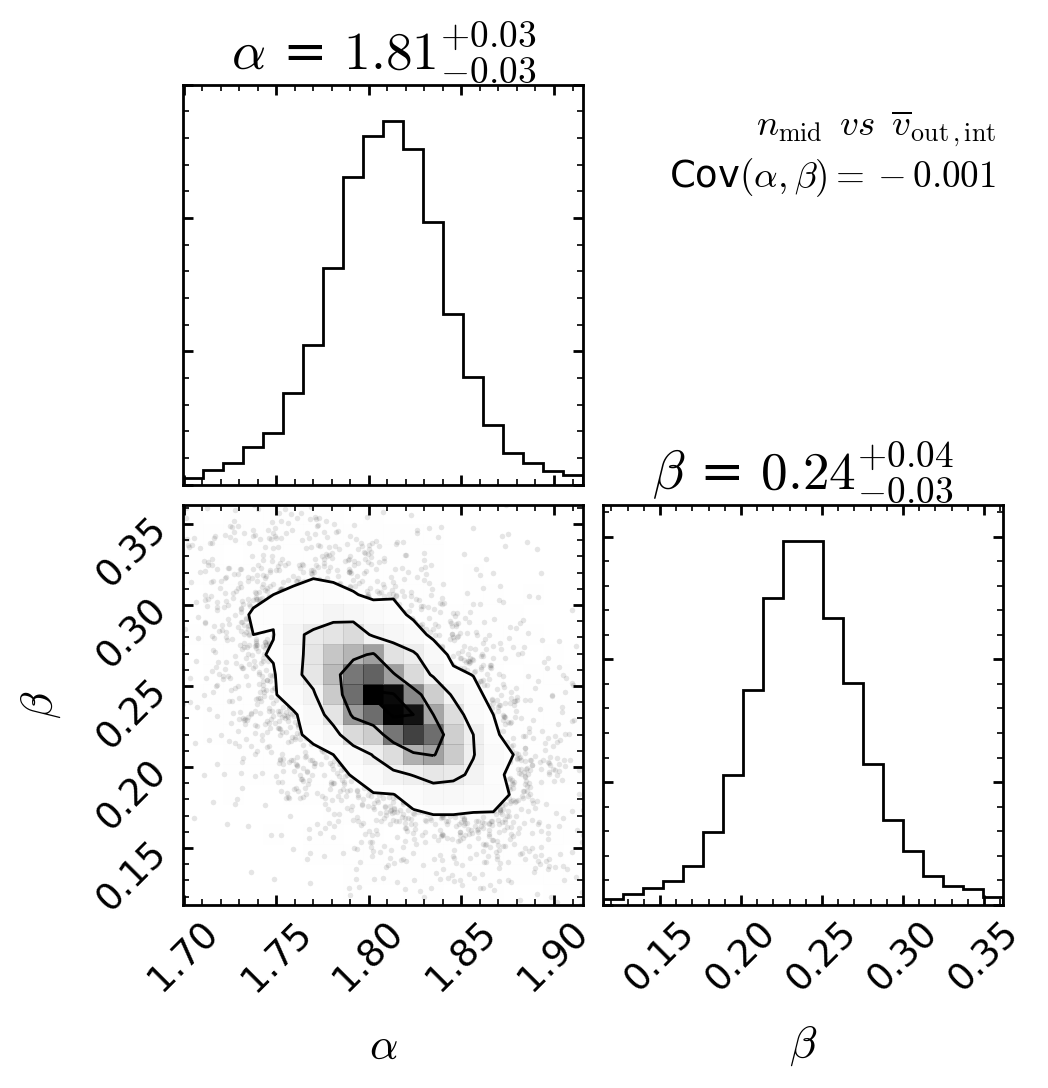 α = 1.81 +0.03 −0.03
n_mid vs v̅_out,int
Cov(α, β) = −0.001
β = 0.24 +0.04 −0.03
β
0.35
0.30
0.25
0.20
0.15
1.70 1.75 1.80 1.85 1.90
α
0.15 0.20 0.25 0.30 0.35
β